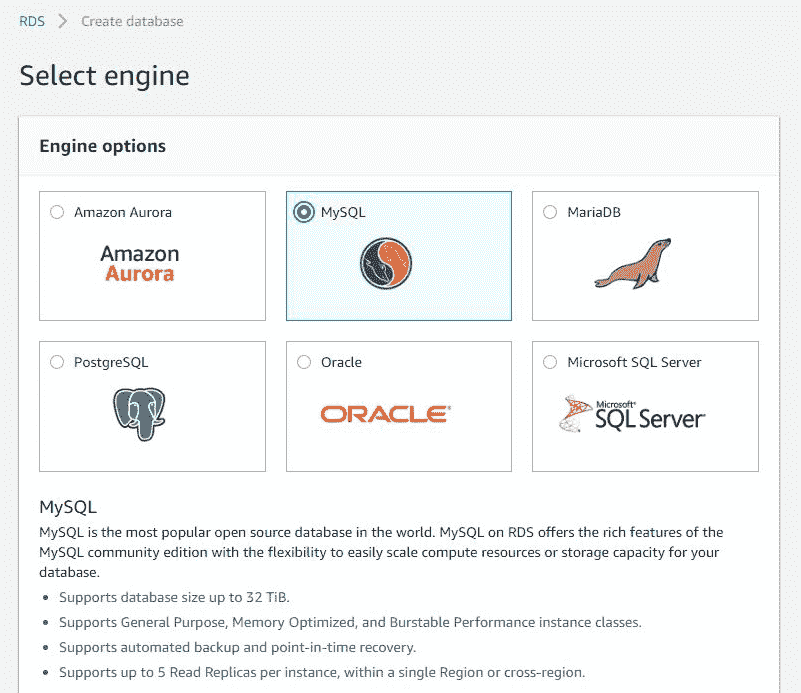 RDS > Create database
Select engine
Engine options
Amazon Aurora
Amazon
Aurora
MySQL
MariaDB
PostgreSQL
Oracle
ORACLE®
Microsoft SQL Server
Microsoft®
SQL Server
MySQL
MySQL is the most popular open source database in the world. MySQL on RDS offers the rich features of the
MySQL community edition with the flexibility to easily scale compute resources or storage capacity for your
database.
• Supports database size up to 32 TiB.
• Supports General Purpose, Memory Optimized, and Burstable Performance instance classes.
• Supports automated backup and point-in-time recovery.
• Supports up to 5 Read Replicas per instance, within a single Region or cross-region.